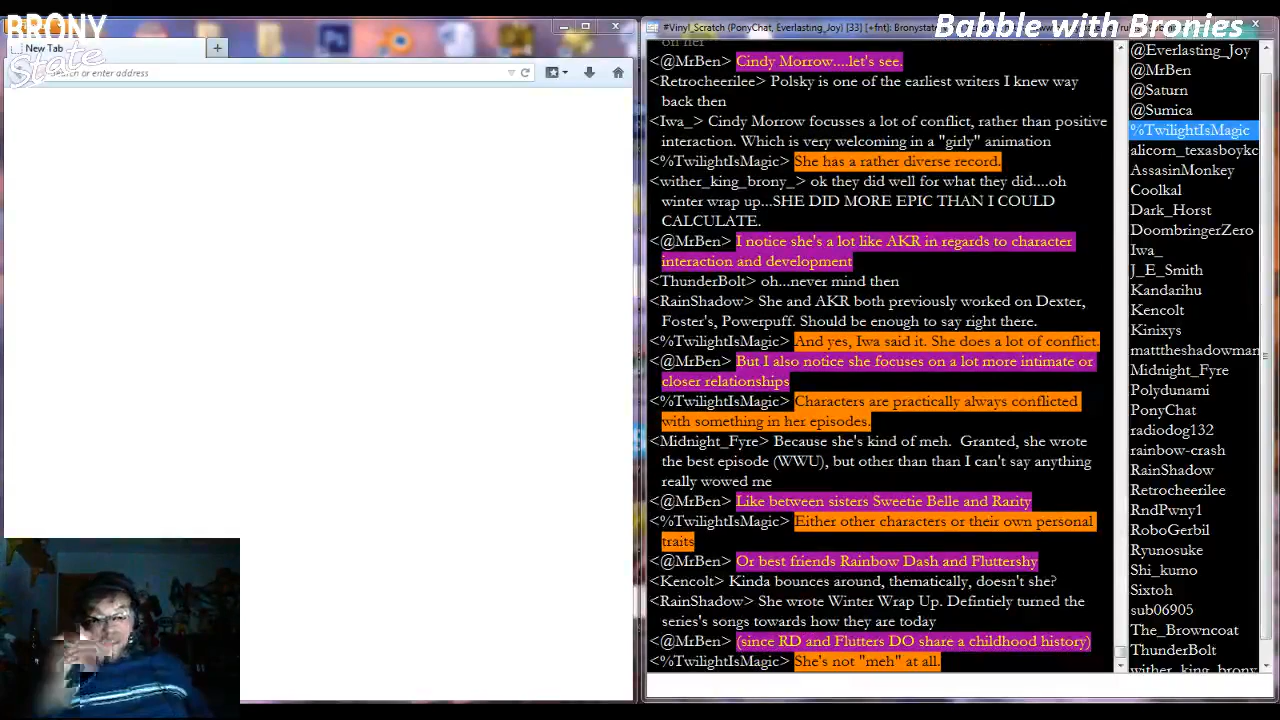 BRONY
State
New Tab
Search or enter address
#Vinyl_Scratch (PonyChat, Everlasting_Joy) [33] [+fnt]
Babble with Bronies
on her
<@MrBen> Cindy Morrow....let's see.
<Retrocheerilee> Polsky is one of the earliest writers I knew way
back then
<Iwa_> Cindy Morrow focusses a lot of conflict, rather than positive
interaction. Which is very welcoming in a "girly" animation
<%TwilightIsMagic> She has a rather diverse record.
<wither_king_brony_> ok they did well for what they did....oh
winter wrap up...SHE DID MORE EPIC THAN I COULD
CALCULATE.
<@MrBen> I notice she's a lot like AKR in regards to character
interaction and development
<ThunderBolt> oh...never mind then
<RainShadow> She and AKR both previously worked on Dexter,
Foster's, Powerpuff. Should be enough to say right there.
<%TwilightIsMagic> And yes, Iwa said it. She does a lot of conflict.
<@MrBen> But I also notice she focuses on a lot more intimate or
closer relationships
<%TwilightIsMagic> Characters are practically always conflicted
with something in her episodes.
<Midnight_Fyre> Because she's kind of meh.  Granted, she wrote
the best episode (WWU), but other than than I can't say anything
really wowed me
<@MrBen> Like between sisters Sweetie Belle and Rarity
<%TwilightIsMagic> Either other characters or their own personal
traits
<@MrBen> Or best friends Rainbow Dash and Fluttershy
<Kencolt> Kinda bounces around, thematically, doesn't she?
<RainShadow> She wrote Winter Wrap Up. Defintiely turned the
series's songs towards how they are today
<@MrBen> (since RD and Flutters DO share a childhood history)
<%TwilightIsMagic> She's not "meh" at all.
@Everlasting_Joy
@MrBen
@Saturn
@Sumica
%TwilightIsMagic
alicorn_texasboykc
AssasinMonkey
Coolkal
Dark_Horst
DoombringerZero
Iwa_
J_E_Smith
Kandarihu
Kencolt
Kinixys
matttheshadowman
Midnight_Fyre
Polydunami
PonyChat
radiodog132
rainbow-crash
RainShadow
Retrocheerilee
RndPwny1
RoboGerbil
Ryunosuke
Shi_kumo
Sixtoh
sub06905
The_Browncoat
ThunderBolt
wither_king_brony